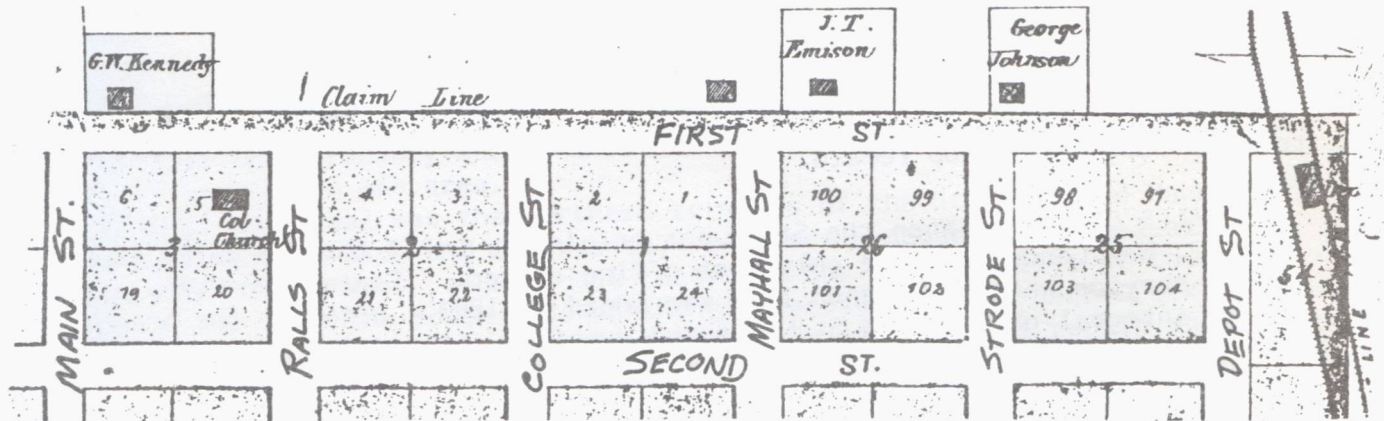 G.W. Kennedy
J. T.
Emison
George
Johnson
Claim Line
FIRST ST.
6
5
Col
Church
3
19
20
4
3
2
21
22
2
1
1
23
24
100
99
26
101
102
98
97
25
103
104
MAIN ST.
RALLS ST
COLLEGE ST
MAYHALL ST
STRODE ST.
DEPOT ST
LINE
SECOND ST.